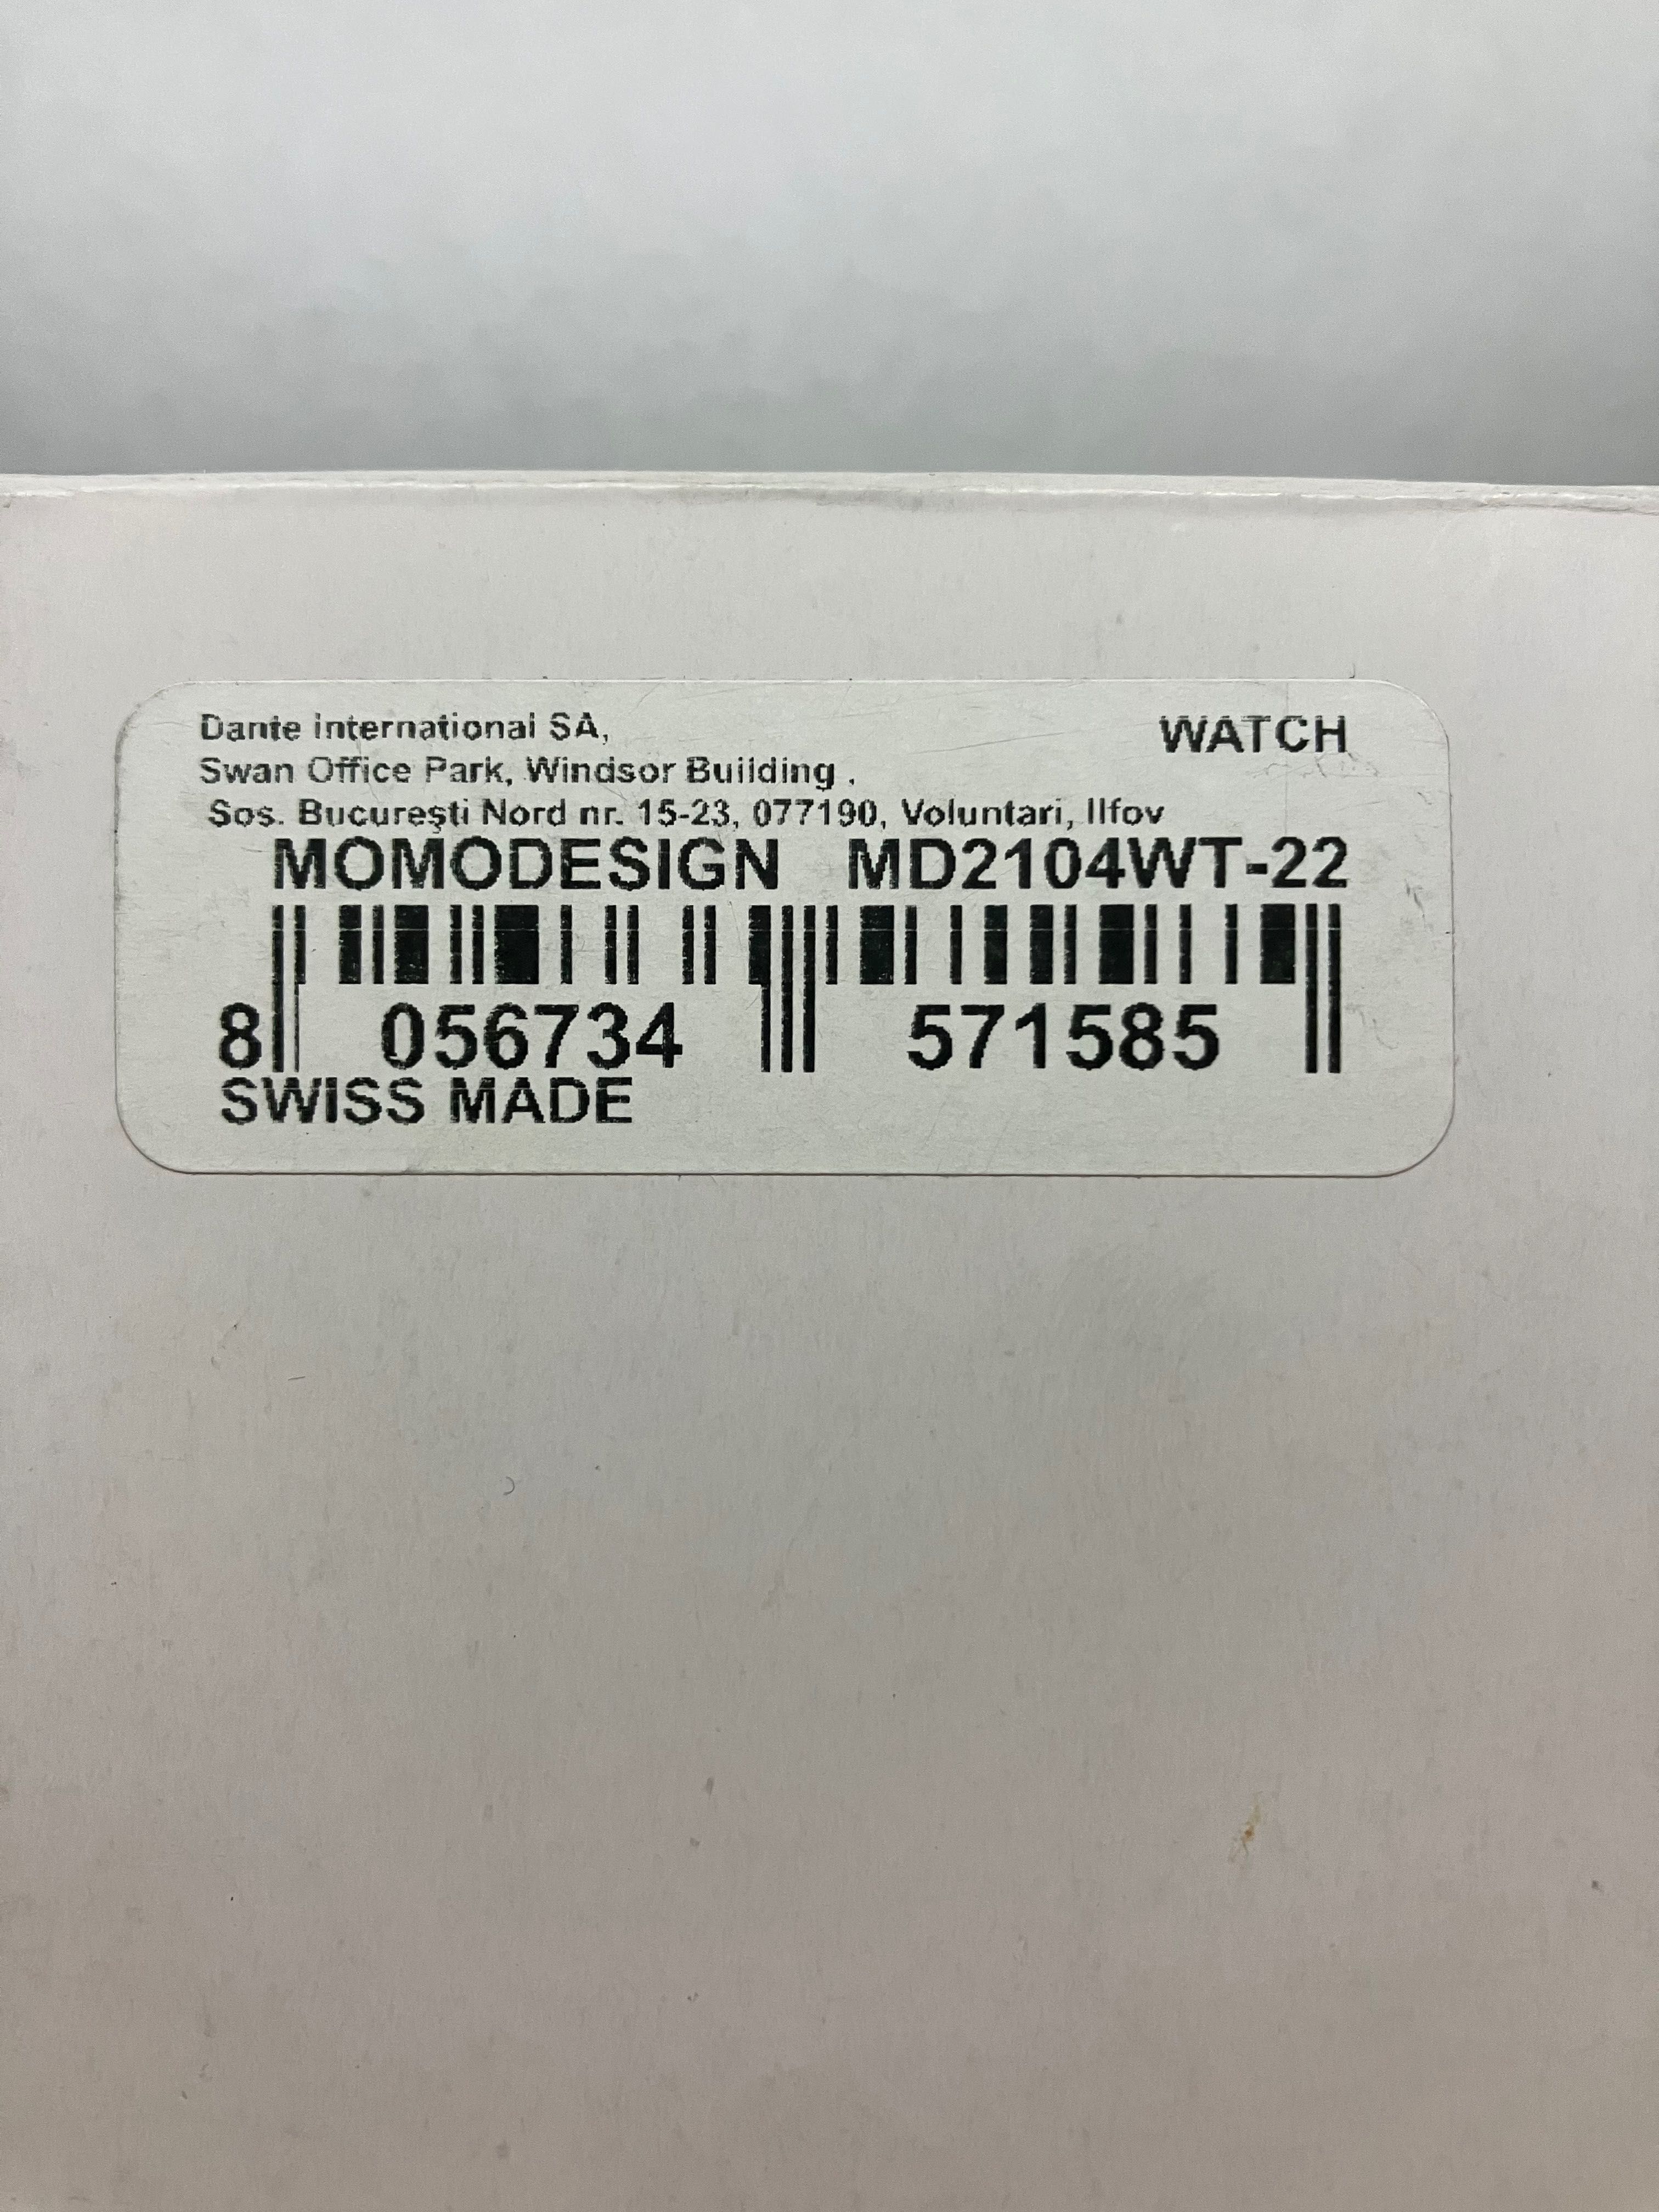 Dante international SA,
WATCH
Swan Office Park, Windsor Building .
Sos. Bucureşti Nord nr. 15-23, 077190, Voluntari, Ilfov
MOMODESIGN MD2104WT-22
8 056734 571585
SWISS MADE